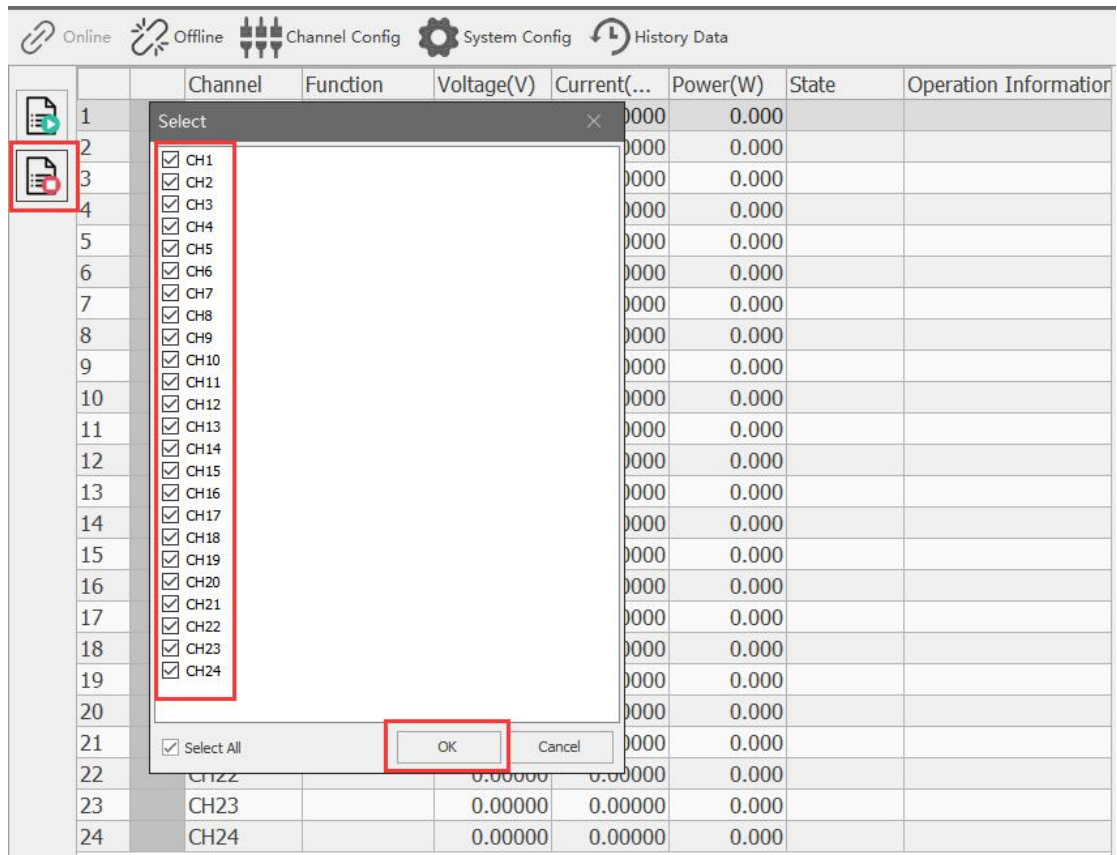 Online Offline Channel Config System Config History Data
Channel Function Voltage(V) Current(... Power(W) State Operation Information
Select
1 0000 0.000
2 0000 0.000
3 0000 0.000
4 0000 0.000
5 0000 0.000
6 0000 0.000
7 0000 0.000
8 0000 0.000
9 0000 0.000
10 0000 0.000
11 0000 0.000
12 0000 0.000
13 0000 0.000
14 0000 0.000
15 0000 0.000
16 0000 0.000
17 0000 0.000
18 0000 0.000
19 0000 0.000
20 0000 0.000
21 0000 0.000
22 CH22 0.00000 0.00000 0.000
23 CH23 0.00000 0.00000 0.000
24 CH24 0.00000 0.00000 0.000
CH1
CH2
CH3
CH4
CH5
CH6
CH7
CH8
CH9
CH10
CH11
CH12
CH13
CH14
CH15
CH16
CH17
CH18
CH19
CH20
CH21
CH22
CH23
CH24
Select All OK Cancel